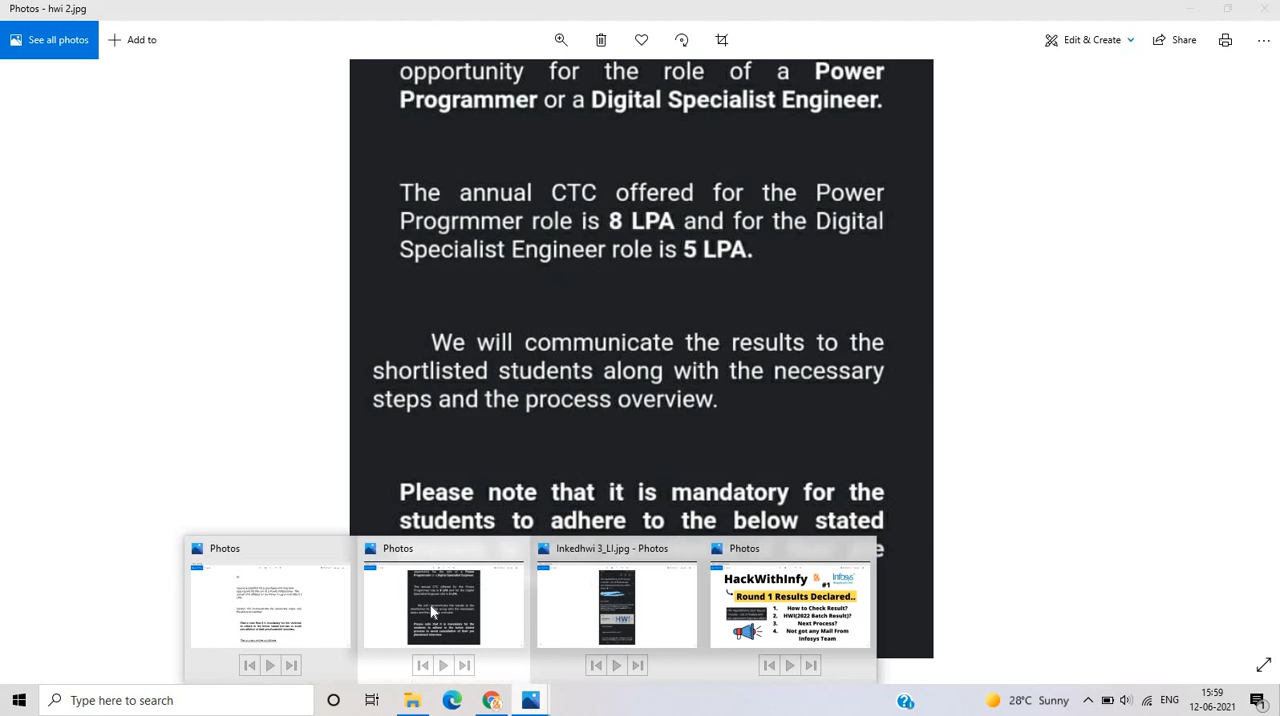 Photos - hwi 2.jpg
See all photos
Add to
Edit & Create
Share
opportunity for the role of a Power
Programmer or a Digital Specialist Engineer.
The annual CTC offered for the Power
Progrmmer role is 8 LPA and for the Digital
Specialist Engineer role is 5 LPA.
We will communicate the results to the
shortlisted students along with the necessary
steps and the process overview.
Please note that it is mandatory for the
students to adhere to the below stated
Photos
Photos
Inkedhwi 3_LI.jpg - Photos
Photos
HWI
HackWithInfy
#1
Infosys
Round 1 Results Declared..
1. How to Check Result?
2. HWI(2022 Batch Result)?
3. Next Process?
4. Not got any Mail From
Infosys Team
Type here to search
28°C Sunny
ENG
15:59
12-06-2021